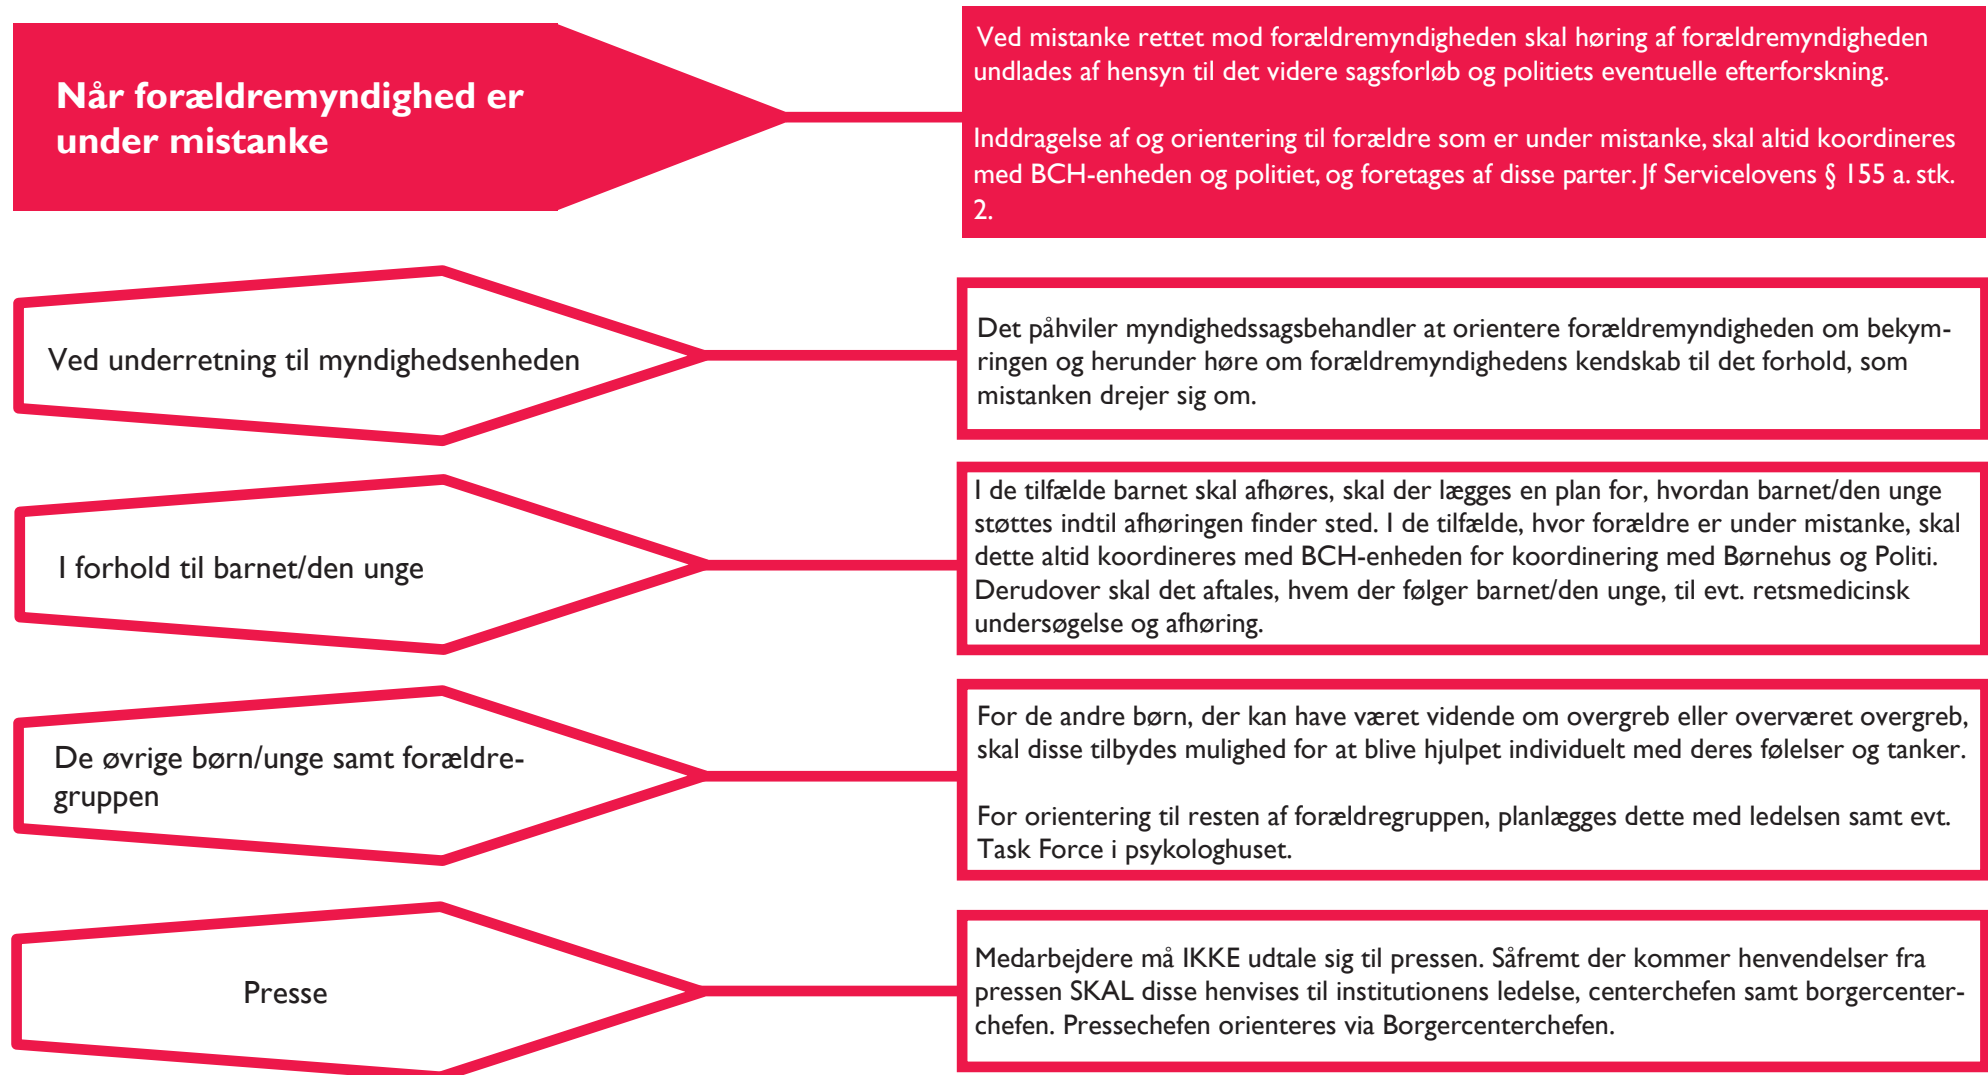 Når forældremyndighed er
under mistanke
Ved mistanke rettet mod forældremyndigheden skal høring af forældremyndigheden
undlades af hensyn til det videre sagsforløb og politiets eventuelle efterforskning.
Inddragelse af og orientering til forældre som er under mistanke, skal altid koordineres
med BCH-enheden og politiet, og foretages af disse parter. Jf Servicelovens § 155 a. stk.
2.
Ved underretning til myndighedsenheden
Det påhviler myndighedssagsbehandler at orientere forældremyndigheden om bekym-
ringen og herunder høre om forældremyndighedens kendskab til det forhold, som
mistanken drejer sig om.
I forhold til barnet/den unge
I de tilfælde barnet skal afhøres, skal der lægges en plan for, hvordan barnet/den unge
støttes indtil afhøringen finder sted. I de tilfælde, hvor forældre er under mistanke, skal
dette altid koordineres med BCH-enheden for koordinering med Børnehus og Politi.
Derudover skal det aftales, hvem der følger barnet/den unge, til evt. retsmedicinsk
undersøgelse og afhøring.
De øvrige børn/unge samt forældre-
gruppen
For de andre børn, der kan have været vidende om overgreb eller overværet overgreb,
skal disse tilbydes mulighed for at blive hjulpet individuelt med deres følelser og tanker.
For orientering til resten af forældregruppen, planlægges dette med ledelsen samt evt.
Task Force i psykologhuset.
Presse
Medarbejdere må IKKE udtale sig til pressen. Såfremt der kommer henvendelser fra
pressen SKAL disse henvises til institutionens ledelse, centerchefen samt borgercenter-
chefen. Pressechefen orienteres via Borgercenterchefen.